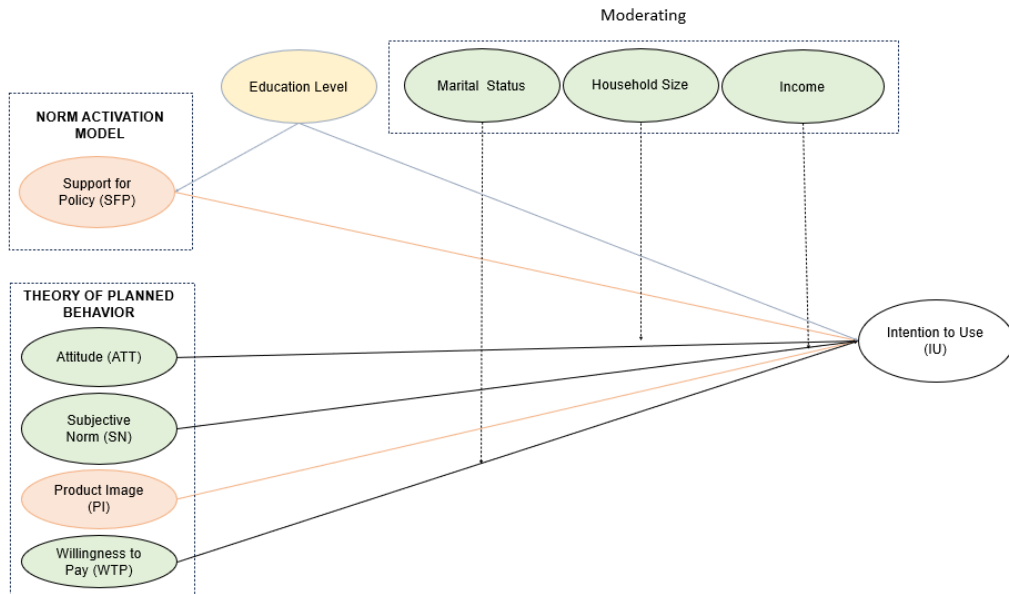 Moderating
Education Level
Marital Status
Household Size
Income
NORM ACTIVATION
MODEL
Support for
Policy (SFP)
THEORY OF PLANNED
BEHAVIOR
Attitude (ATT)
Subjective
Norm (SN)
Product Image
(PI)
Willingness to
Pay (WTP)
Intention to Use
(IU)